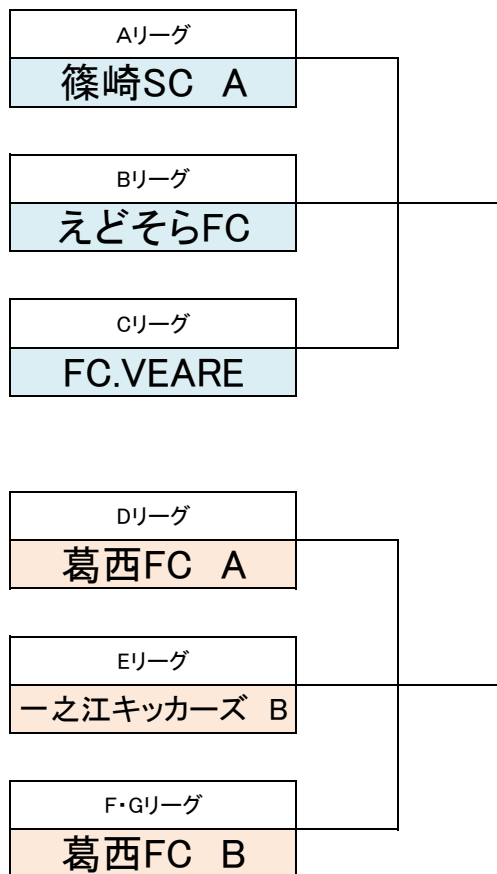 Aリーグ
篠崎SC　A
Bリーグ
えどそらFC
Cリーグ
FC.VEARE
Dリーグ
葛西FC　A
Eリーグ
一之江キッカーズ　B
F・Gリーグ
葛西FC　B